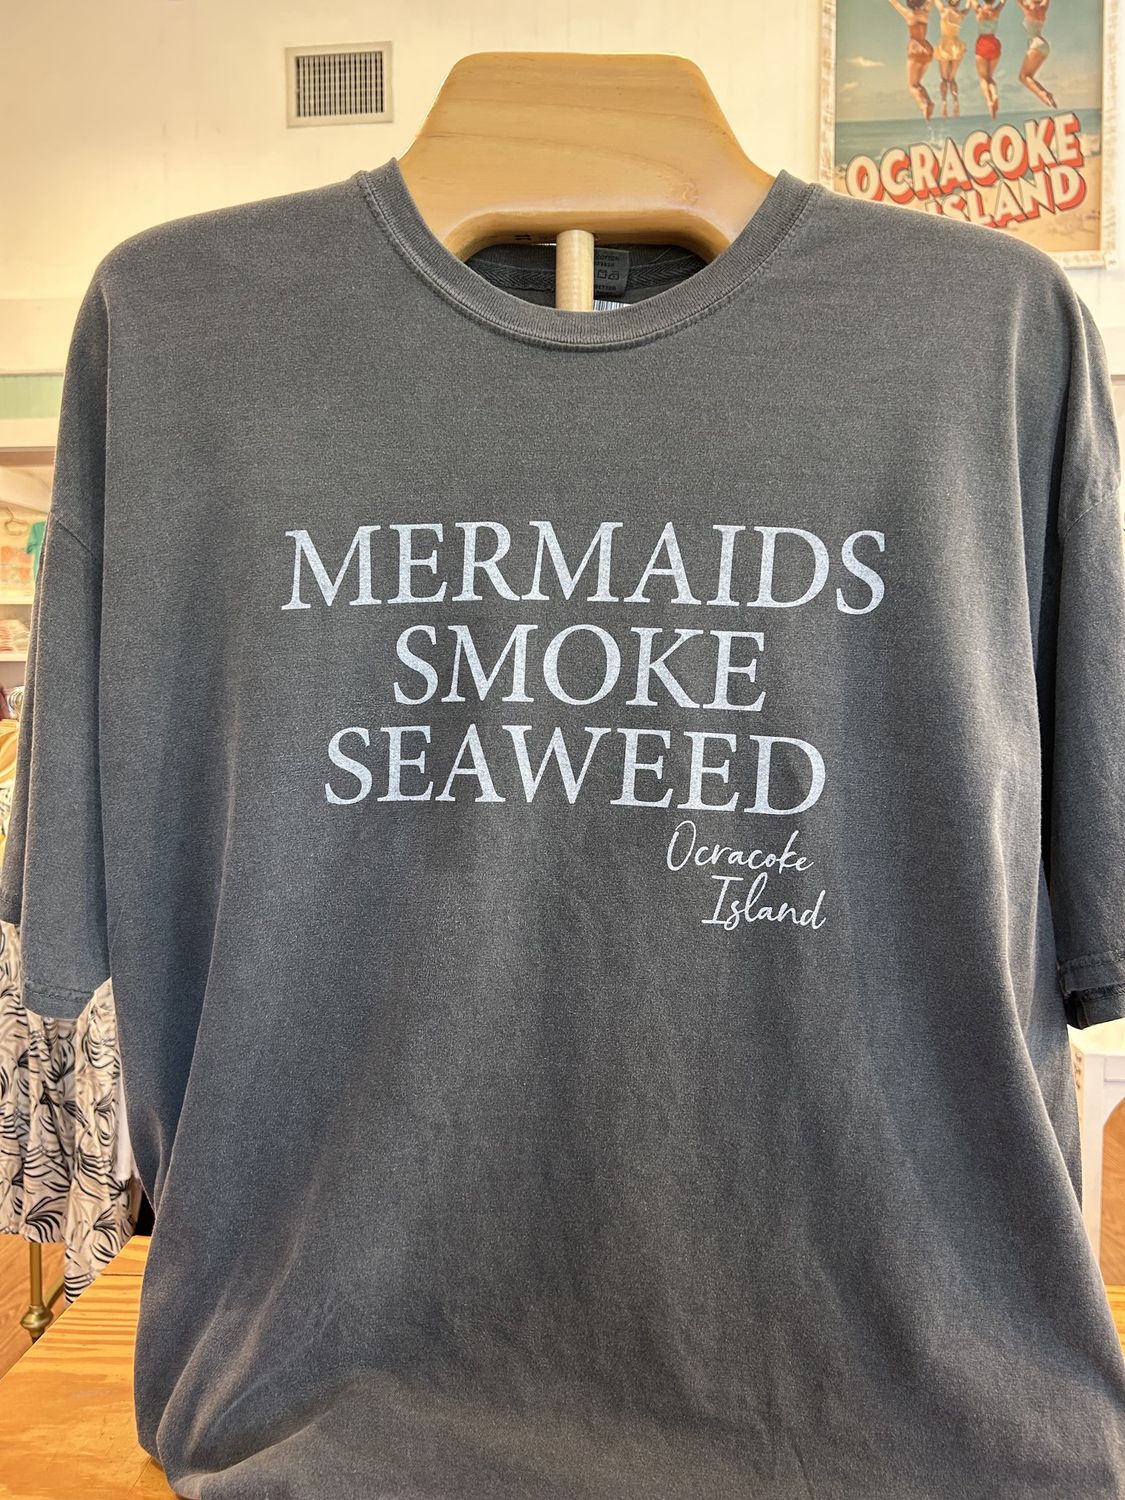 OCRACOKE
ISLAND
MERMAIDS
SMOKE
SEAWEED
Ocracoke
Island